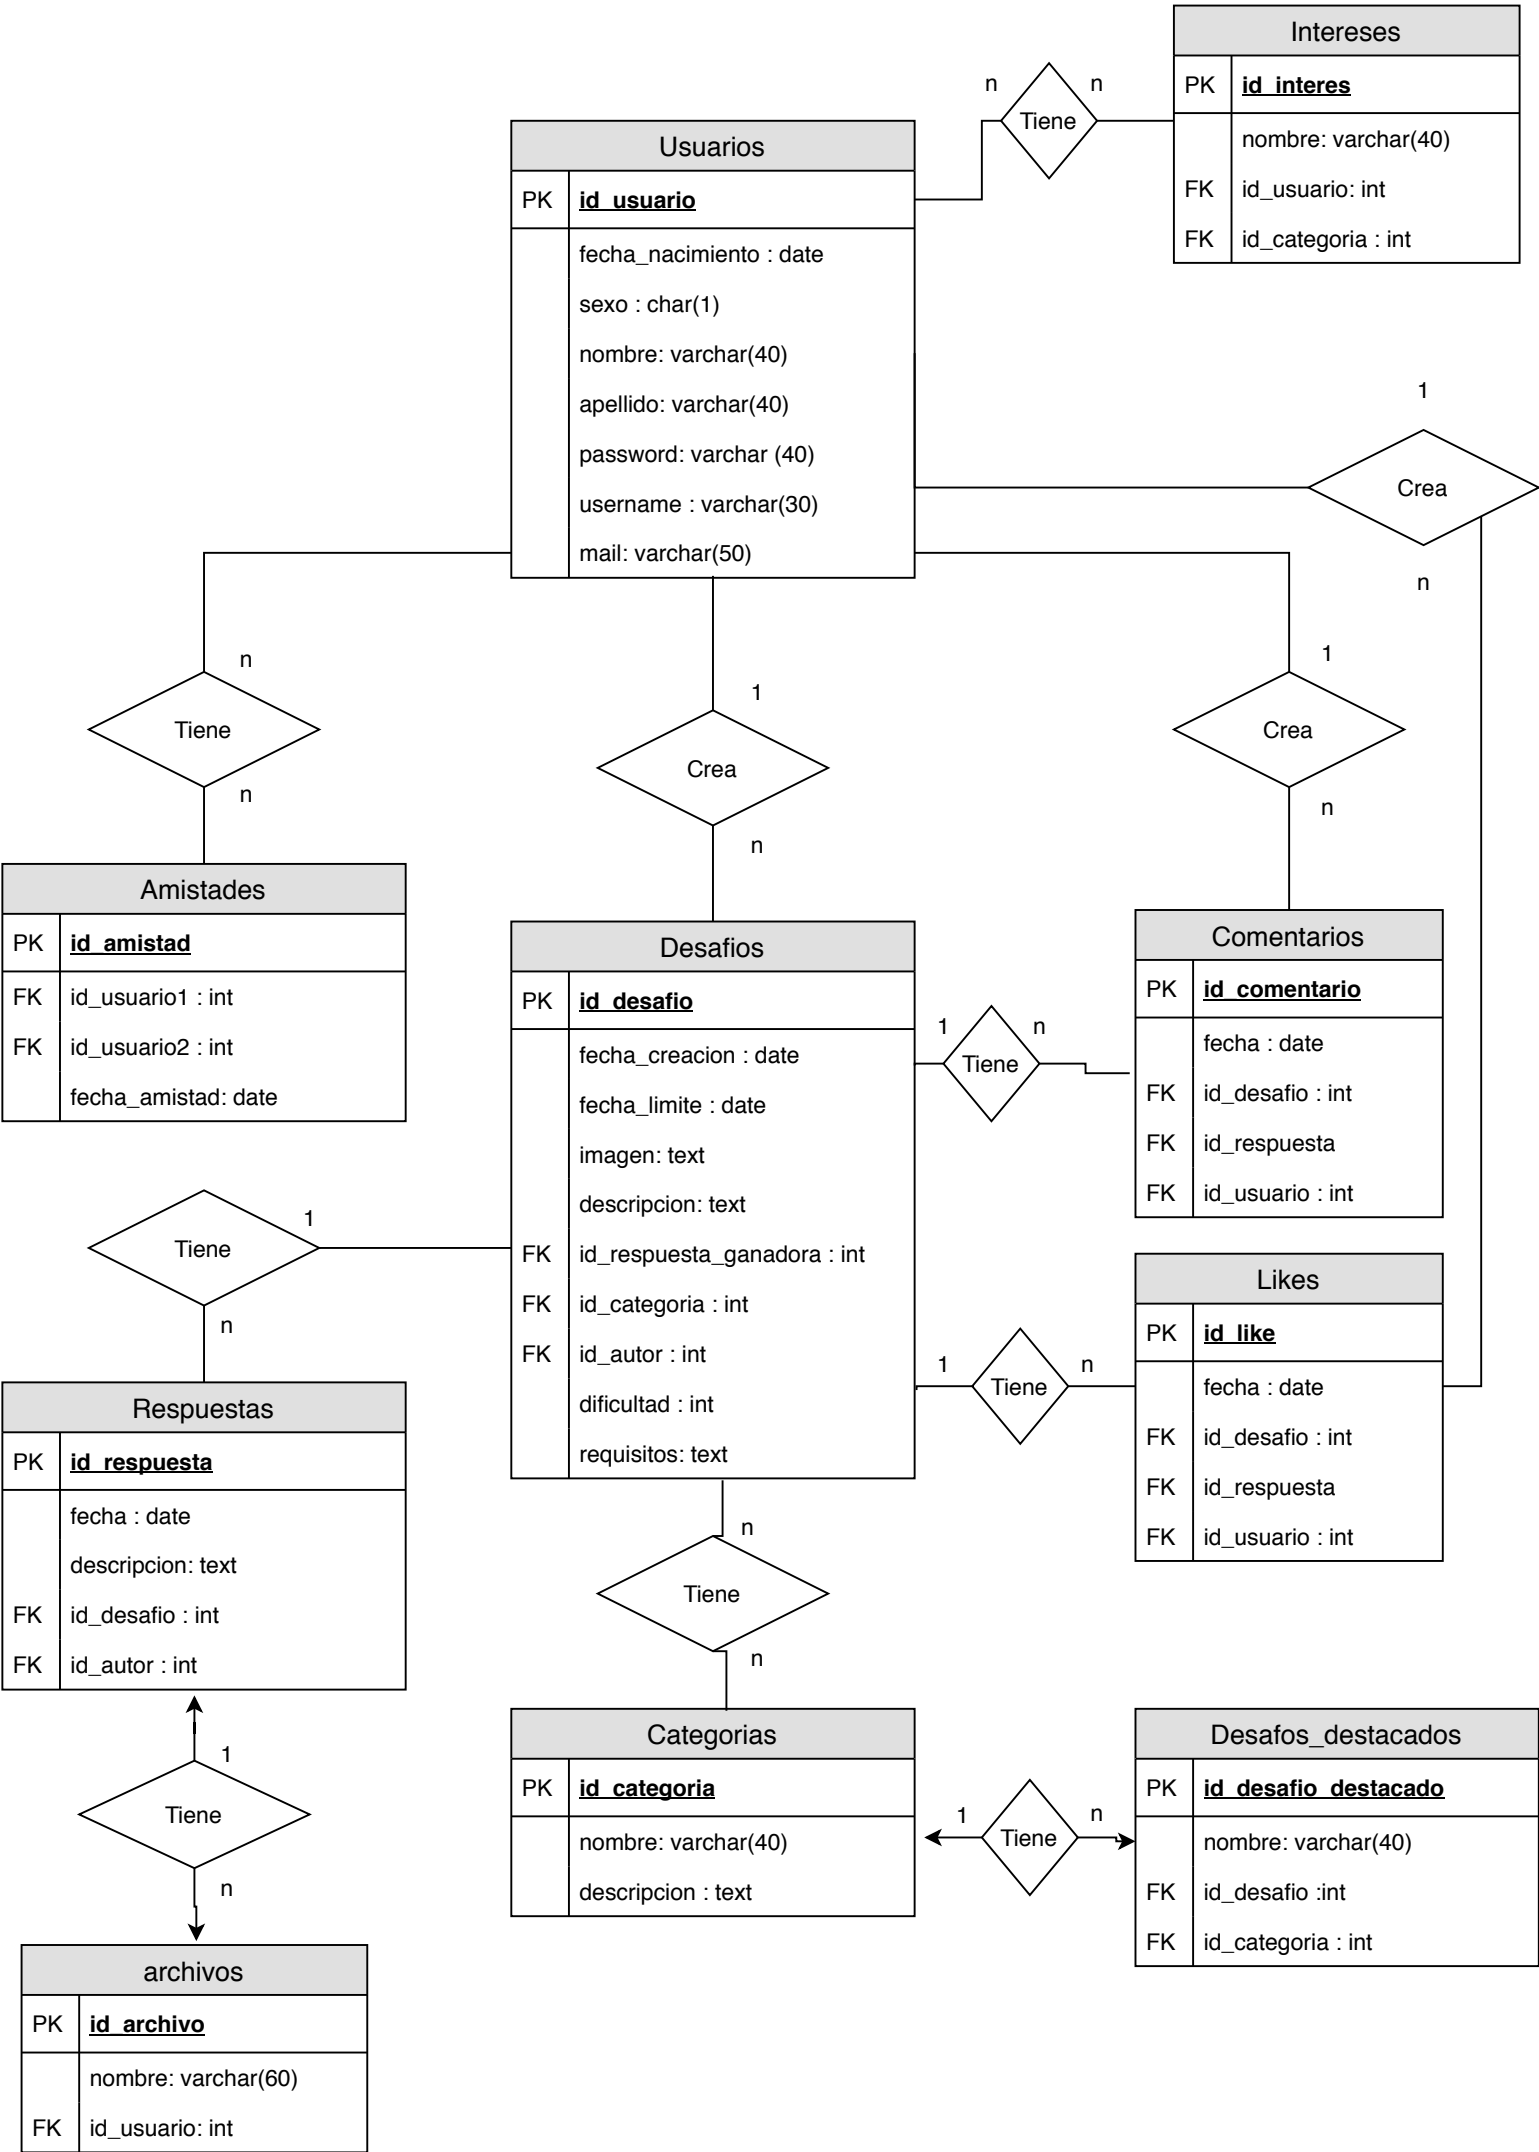 Intereses
PK id_interes
nombre: varchar(40)
FK id_usuario: int
FK id_categoria : int
n Tiene n
Usuarios
PK id_usuario
fecha_nacimiento : date
sexo : char(1)
nombre: varchar(40)
apellido: varchar(40)
password: varchar (40)
username : varchar(30)
mail: varchar(50)
1
Crea
n
n
Tiene
n
1
Crea
n
1
Crea
n
Amistades
PK id_amistad
FK id_usuario1 : int
FK id_usuario2 : int
fecha_amistad: date
Desafios
PK id_desafio
fecha_creacion : date
fecha_limite : date
imagen: text
descripcion: text
FK id_respuesta_ganadora : int
FK id_categoria : int
FK id_autor : int
dificultad : int
requisitos: text
1 Tiene n
Comentarios
PK id_comentario
fecha : date
FK id_desafio : int
FK id_respuesta
FK id_usuario : int
1
Tiene
n
1 Tiene n
Likes
PK id_like
fecha : date
FK id_desafio : int
FK id_respuesta
FK id_usuario : int
Respuestas
PK id_respuesta
fecha : date
descripcion: text
FK id_desafio : int
FK id_autor : int
n
Tiene
n
1
Tiene
n
Categorias
PK id_categoria
nombre: varchar(40)
descripcion : text
1 Tiene n
Desafos_destacados
PK id_desafio_destacado
nombre: varchar(40)
FK id_desafio :int
FK id_categoria : int
archivos
PK id_archivo
nombre: varchar(60)
FK id_usuario: int